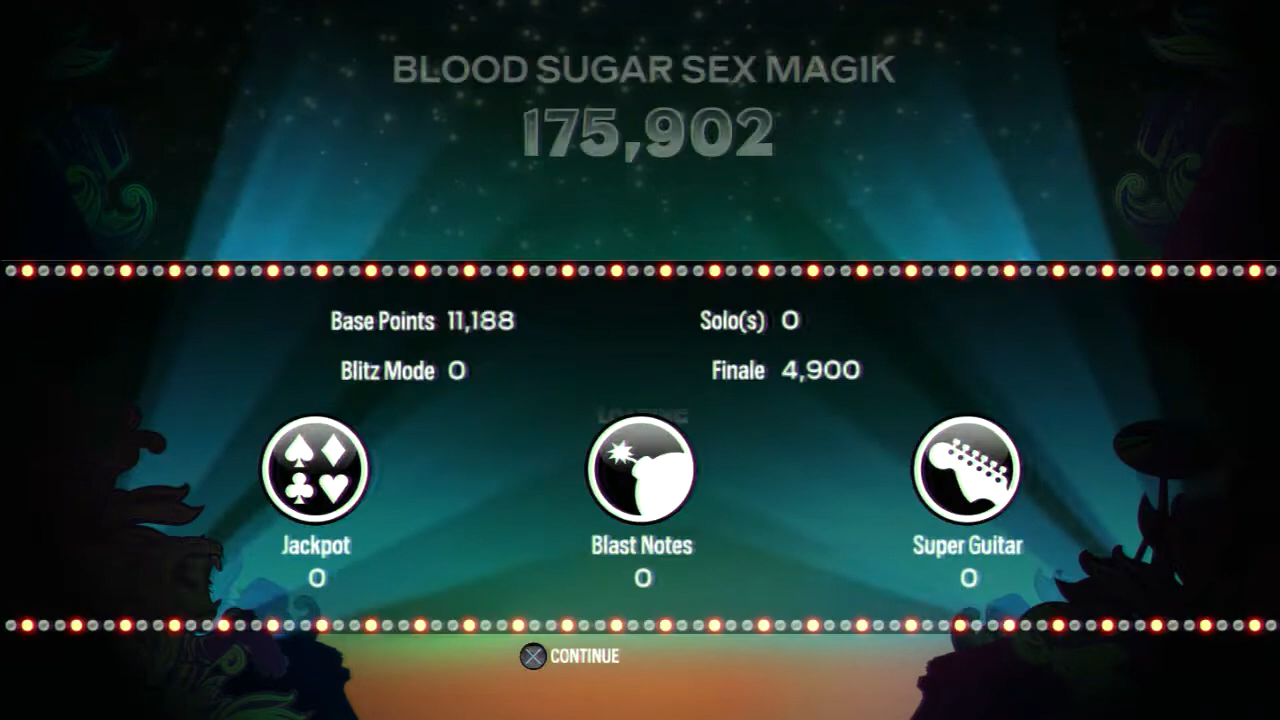 BLOOD SUGAR SEX MAGIK
175,902
Base Points 11,188
Solo(s) 0
Blitz Mode 0
Finale 4,900
LOADING
Jackpot
0
Blast Notes
0
Super Guitar
0
CONTINUE